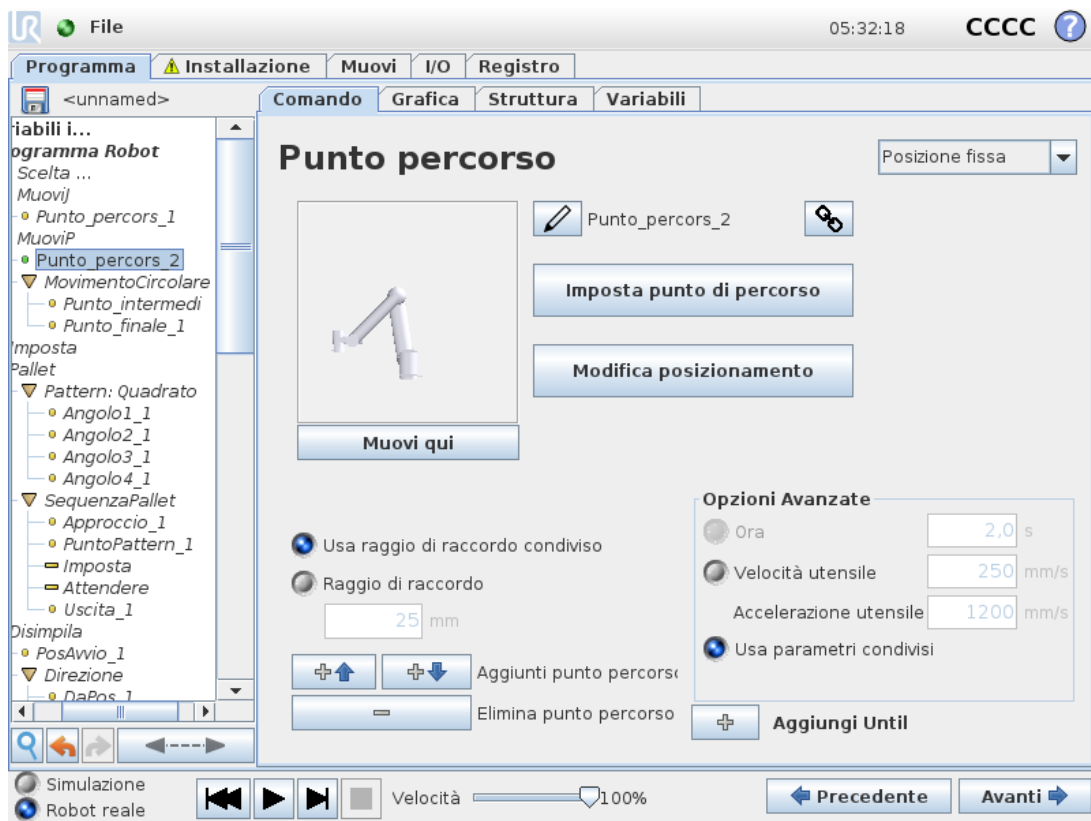 UR File 05:32:18 CCCC ?
Programma Installazione Muovi I/O Registro
<unnamed>
Comando Grafica Struttura Variabili
riabili i...
ogramma Robot
Scelta ...
MuoviJ
Punto_percors_1
MuoviP
Punto_percors_2
MovimentoCircolare
Punto_intermedi
Punto_finale_1
Imposta
Pallet
Pattern: Quadrato
Angolo1_1
Angolo2_1
Angolo3_1
Angolo4_1
SequenzaPallet
Approccio_1
PuntoPattern_1
Imposta
Attendere
Uscita_1
Disimpila
PosAvvio_1
Direzione
DaPos_1
Punto percorso
Posizione fissa
Punto_percors_2
Imposta punto di percorso
Modifica posizionamento
Muovi qui
Usa raggio di raccordo condiviso
Raggio di raccordo
25 mm
Aggiunti punto percorso
Elimina punto percorso
Opzioni Avanzate
Ora 2,0 s
Velocità utensile 250 mm/s
Accelerazione utensile 1200 mm/s
Usa parametri condivisi
Aggiungi Until
Simulazione
Robot reale
Velocità 100%
Precedente Avanti